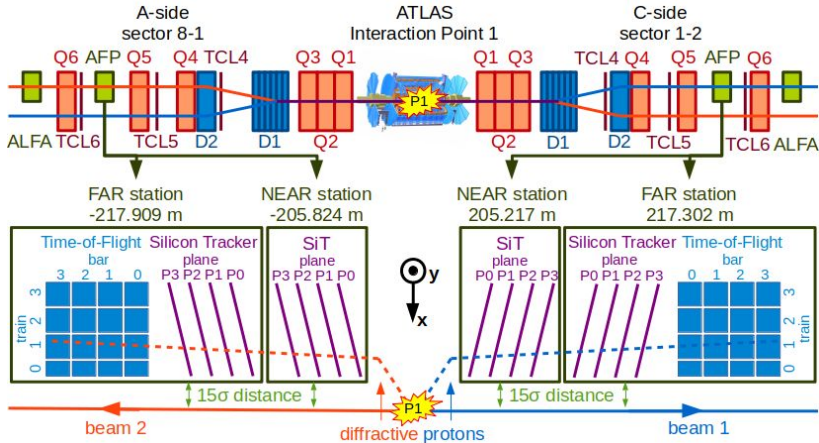 A-side
sector 8-1
ATLAS
Interaction Point 1
C-side
sector 1-2
Q6 AFP Q5 Q4 TCL4 Q3 Q1
Q1 Q3 TCL4 Q4 Q5 AFP Q6
P1
ALFA TCL6 TCL5 D2 D1 Q2
Q2 D1 D2 TCL5 TCL6 ALFA
FAR station
-217.909 m
NEAR station
-205.824 m
NEAR station
205.217 m
FAR station
217.302 m
Time-of-Flight
bar
3 2 1 0
train
3
2
1
0
Silicon Tracker
plane
P3 P2 P1 P0
SiT
plane
P3 P2 P1 P0
y
x
SiT
plane
P0 P1 P2 P3
Silicon Tracker
plane
P0 P1 P2 P3
Time-of-Flight
bar
0 1 2 3
3
2
1
0
train
15σ distance
P1
15σ distance
beam 2
diffractive protons
beam 1